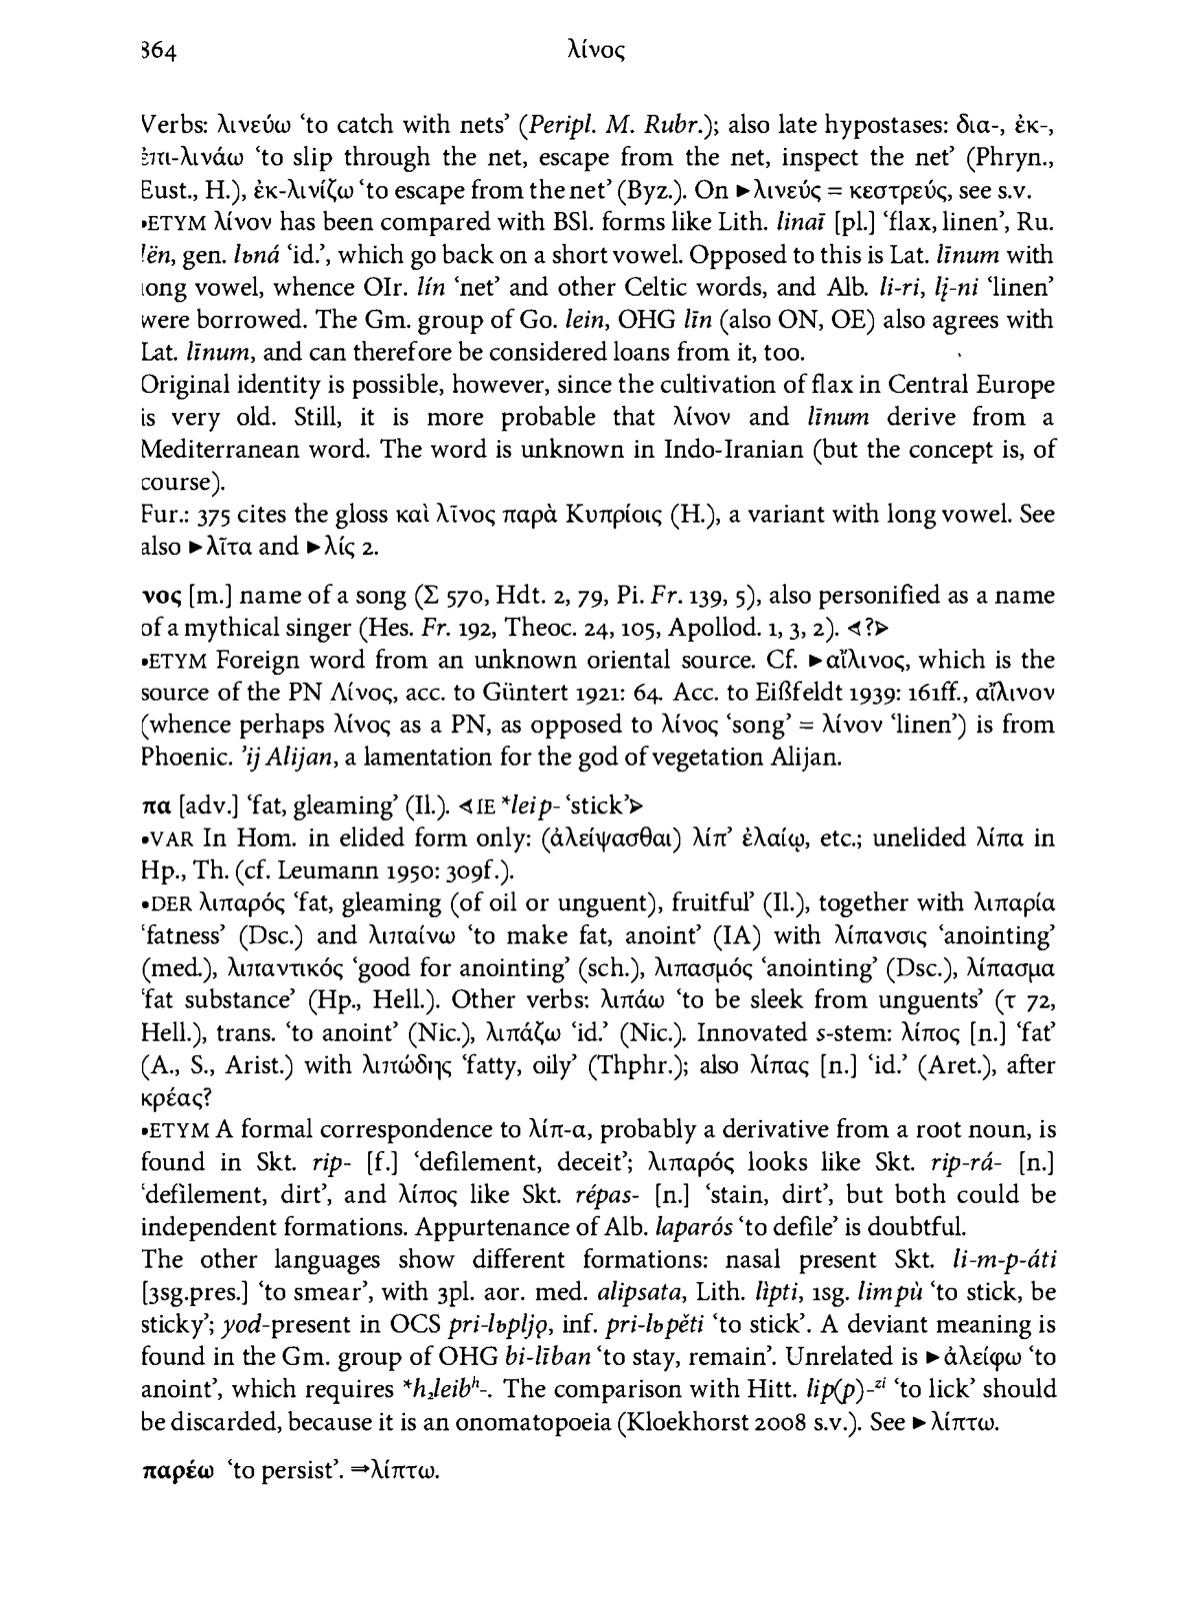 364 λίνος
Verbs: λινεύω ‘to catch with nets’ (Peripl. M. Rubr.); also late hypostases: δια-, ἐκ-,
ἐπι-λινάω ‘to slip through the net, escape from the net, inspect the net’ (Phryn.,
Eust., H.), ἐκ-λινίζω ‘to escape from the net’ (Byz.). On ►λινεύς = κεστρεύς, see s.v.
•ETYM λίνον has been compared with BSl. forms like Lith. linaĩ [pl.] ‘flax, linen’, Ru.
lën, gen. lьná ‘id.’, which go back on a short vowel. Opposed to this is Lat. līnum with
long vowel, whence OIr. lín ‘net’ and other Celtic words, and Alb. li-ri, lį-ni ‘linen’
were borrowed. The Gm. group of Go. lein, OHG līn (also ON, OE) also agrees with
Lat. līnum, and can therefore be considered loans from it, too.
Original identity is possible, however, since the cultivation of flax in Central Europe
is very old. Still, it is more probable that λίνον and līnum derive from a
Mediterranean word. The word is unknown in Indo-Iranian (but the concept is, of
course).
Fur.: 375 cites the gloss καὶ λῖνος παρὰ Κυπρίοις (H.), a variant with long vowel. See
also ►λῖτα and ►λίς 2.
νος [m.] name of a song (Σ 570, Hdt. 2, 79, Pi. Fr. 139, 5), also personified as a name
of a mythical singer (Hes. Fr. 192, Theoc. 24, 105, Apollod. 1, 3, 2). ⋖?⋗
•ETYM Foreign word from an unknown oriental source. Cf. ►αἴλινος, which is the
source of the PN Λίνος, acc. to Güntert 1921: 64. Acc. to Eißfeldt 1939: 161ff., αἴλινον
(whence perhaps λίνος as a PN, as opposed to λίνος ‘song’ = λίνον ‘linen’) is from
Phoenic. ’ij Alijan, a lamentation for the god of vegetation Alijan.
πα [adv.] ‘fat, gleaming’ (Il.). ⋖IE *leip- ‘stick’⋗
•VAR In Hom. in elided form only: (ἀλείψασθαι) λίπ’ ἐλαίῳ, etc.; unelided λίπα in
Hp., Th. (cf. Leumann 1950: 309f.).
•DER λιπαρός ‘fat, gleaming (of oil or unguent), fruitful’ (Il.), together with λιπαρία
‘fatness’ (Dsc.) and λιπαίνω ‘to make fat, anoint’ (IA) with λίπανσις ‘anointing’
(med.), λιπαντικός ‘good for anointing’ (sch.), λιπασμός ‘anointing’ (Dsc.), λίπασμα
‘fat substance’ (Hp., Hell.). Other verbs: λιπάω ‘to be sleek from unguents’ (τ 72,
Hell.), trans. ‘to anoint’ (Nic.), λιπάζω ‘id.’ (Nic.). Innovated s-stem: λίπος [n.] ‘fat’
(A., S., Arist.) with λιπώδης ‘fatty, oily’ (Thphr.); also λίπας [n.] ‘id.’ (Aret.), after
κρέας?
•ETYM A formal correspondence to λίπ-α, probably a derivative from a root noun, is
found in Skt. rip- [f.] ‘defilement, deceit’; λιπαρός looks like Skt. rip-rá- [n.]
‘defilement, dirt’, and λίπος like Skt. répas- [n.] ‘stain, dirt’, but both could be
independent formations. Appurtenance of Alb. laparós ‘to defile’ is doubtful.
The other languages show different formations: nasal present Skt. li-m-p-áti
[3sg.pres.] ‘to smear’, with 3pl. aor. med. alipsata, Lith. lìpti, 1sg. limpù ‘to stick, be
sticky’; yod-present in OCS pri-lьpljǫ, inf. pri-lьpěti ‘to stick’. A deviant meaning is
found in the Gm. group of OHG bi-līban ‘to stay, remain’. Unrelated is ►ἀλείφω ‘to
anoint’, which requires *h₂leibʰ-. The comparison with Hitt. lip(p)-ᶻⁱ ‘to lick’ should
be discarded, because it is an onomatopoeia (Kloekhorst 2008 s.v.). See ►λίπτω.
παρέω ‘to persist’. ⇒λίπτω.